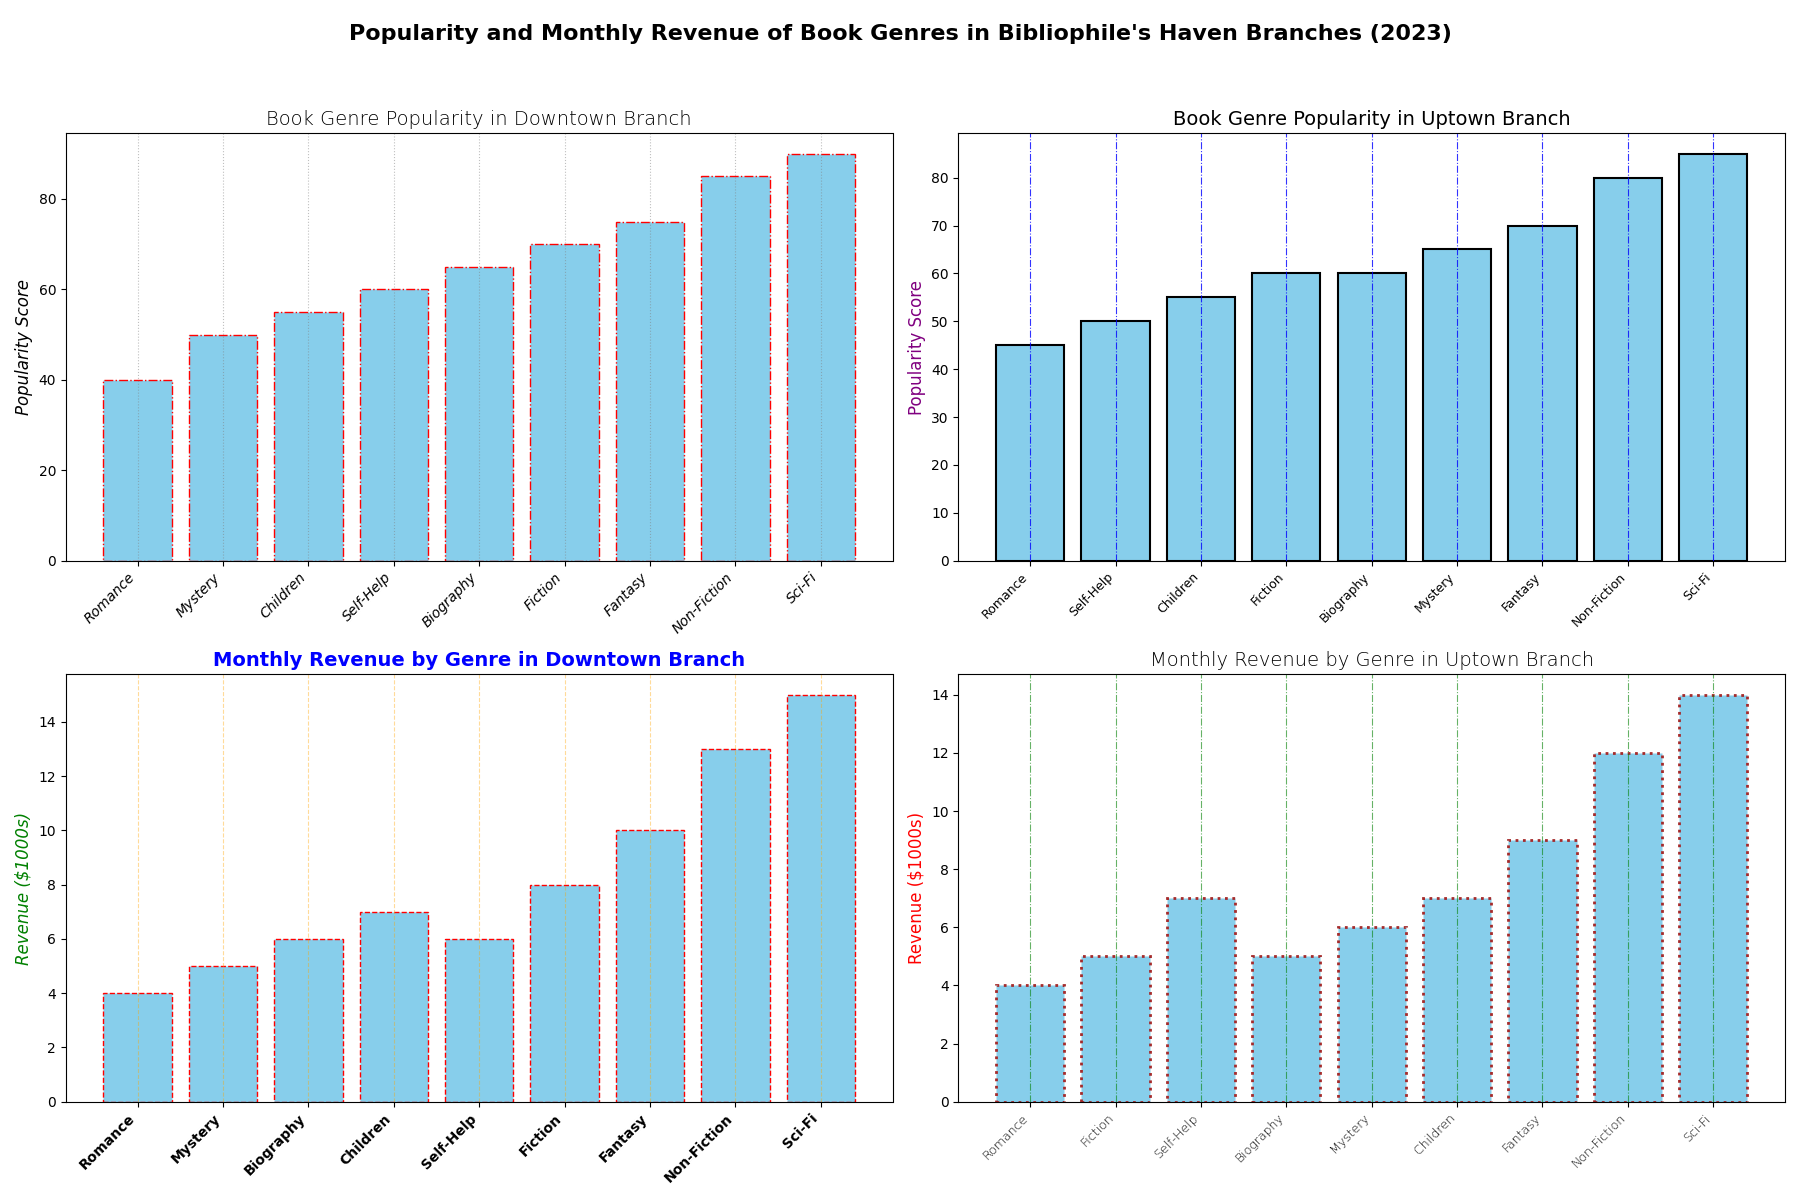 Popularity and Monthly Revenue of Book Genres in Bibliophile's Haven Branches (2023)
Book Genre Popularity in Downtown Branch
Popularity Score
80
60
40
20
0
Romance
Mystery
Children
Self-Help
Biography
Fiction
Fantasy
Non-Fiction
Sci-Fi
Book Genre Popularity in Uptown Branch
Popularity Score
80
70
60
50
40
30
20
10
0
Romance
Self-Help
Children
Fiction
Biography
Mystery
Fantasy
Non-Fiction
Sci-Fi
Monthly Revenue by Genre in Downtown Branch
Revenue ($1000s)
14
12
10
8
6
4
2
0
Romance
Mystery
Biography
Children
Self-Help
Fiction
Fantasy
Non-Fiction
Sci-Fi
Monthly Revenue by Genre in Uptown Branch
Revenue ($1000s)
14
12
10
8
6
4
2
0
Romance
Fiction
Self-Help
Biography
Mystery
Children
Fantasy
Non-Fiction
Sci-Fi